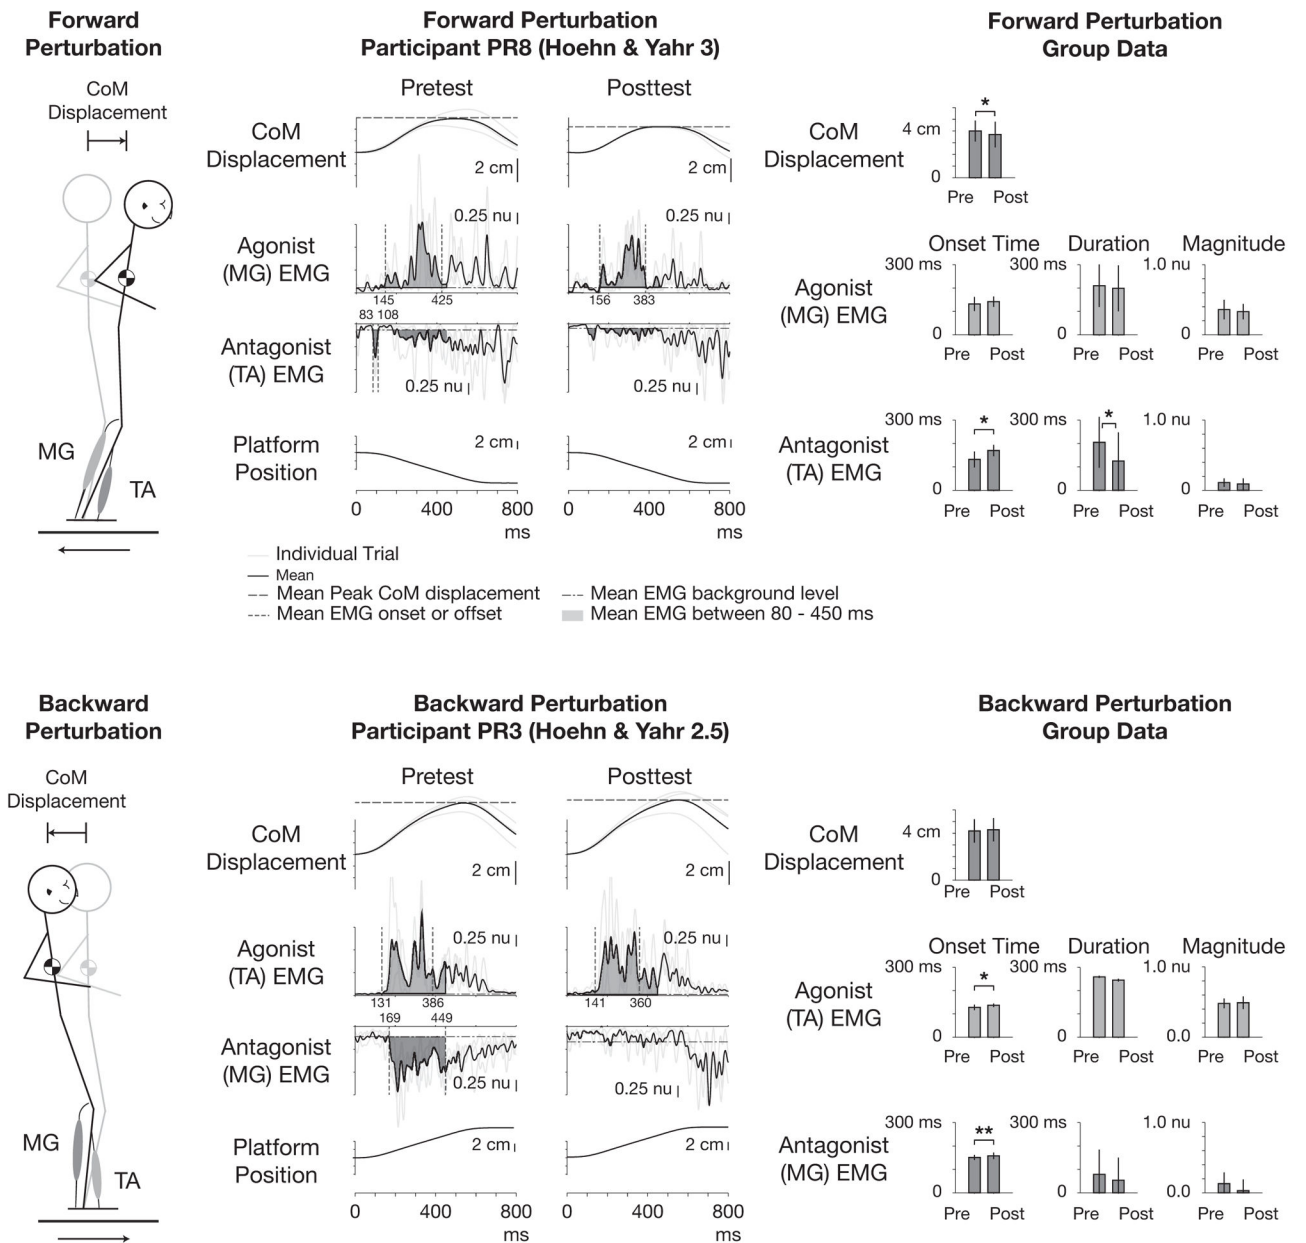 Forward
Perturbation
CoM
Displacement
MG
TA
Forward Perturbation
Participant PR8 (Hoehn & Yahr 3)
Pretest
Posttest
CoM
Displacement
2 cm
2 cm
Agonist
(MG) EMG
0.25 nu
0.25 nu
145
425
156
383
83 108
Antagonist
(TA) EMG
0.25 nu
0.25 nu
Platform
Position
2 cm
2 cm
0
400
800
ms
0
400
800
ms
Individual Trial
Mean
Mean Peak CoM displacement
Mean EMG onset or offset
Mean EMG background level
Mean EMG between 80 - 450 ms
Forward Perturbation
Group Data
CoM
Displacement
4 cm
0
*
Pre
Post
Onset Time
Duration
Magnitude
Agonist
(MG) EMG
300 ms
0
Pre
Post
300 ms
0
Pre
Post
1.0 nu
0
Pre
Post
Antagonist
(TA) EMG
300 ms
*
0
Pre
Post
300 ms
*
0
Pre
Post
1.0 nu
0
Pre
Post
Backward
Perturbation
CoM
Displacement
MG
TA
Backward Perturbation
Participant PR3 (Hoehn & Yahr 2.5)
Pretest
Posttest
CoM
Displacement
2 cm
2 cm
Agonist
(TA) EMG
0.25 nu
0.25 nu
131
386
141
360
169
449
Antagonist
(MG) EMG
0.25 nu
0.25 nu
Platform
Position
2 cm
2 cm
0
400
800
ms
0
400
800
ms
Backward Perturbation
Group Data
CoM
Displacement
4 cm
0
Pre
Post
Onset Time
Duration
Magnitude
Agonist
(TA) EMG
300 ms
*
0
Pre
Post
300 ms
0
Pre
Post
1.0 nu
0.0
Pre
Post
Antagonist
(MG) EMG
300 ms
**
0
Pre
Post
300 ms
0
Pre
Post
1.0 nu
0.0
Pre
Post